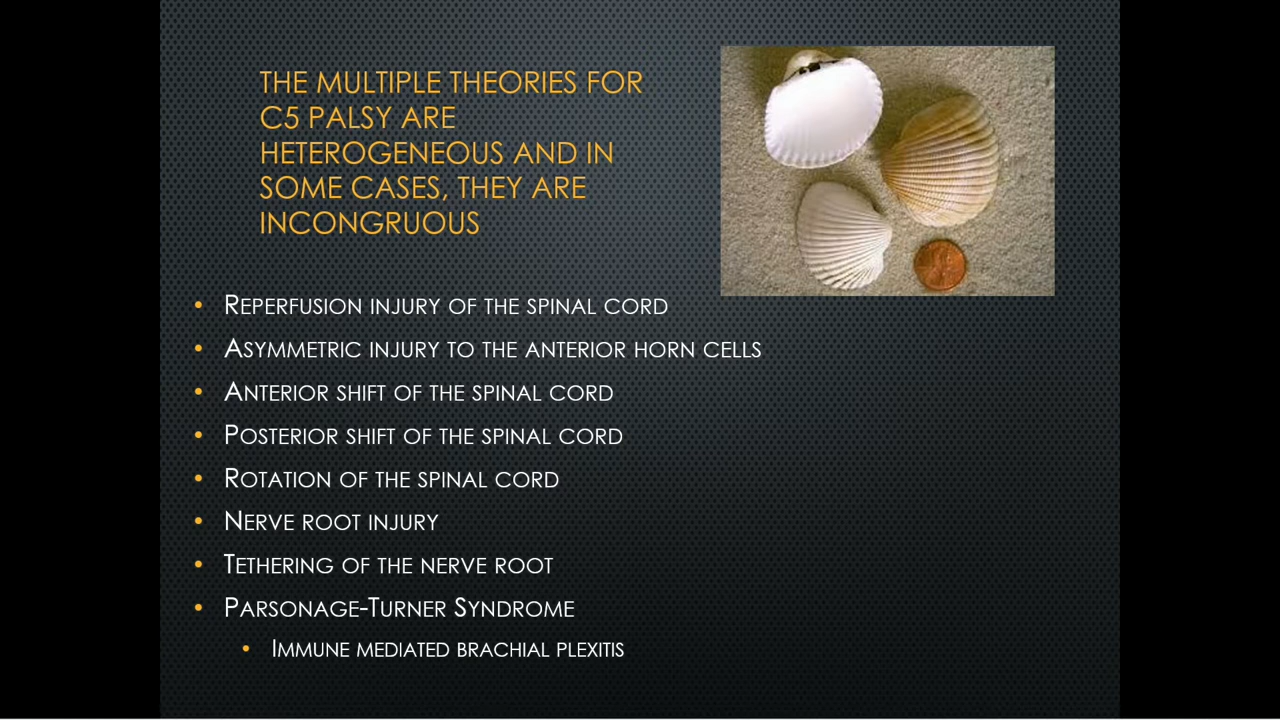 THE MULTIPLE THEORIES FOR
C5 PALSY ARE
HETEROGENEOUS AND IN
SOME CASES, THEY ARE
INCONGRUOUS
• REPERFUSION INJURY OF THE SPINAL CORD
• ASYMMETRIC INJURY TO THE ANTERIOR HORN CELLS
• ANTERIOR SHIFT OF THE SPINAL CORD
• POSTERIOR SHIFT OF THE SPINAL CORD
• ROTATION OF THE SPINAL CORD
• NERVE ROOT INJURY
• TETHERING OF THE NERVE ROOT
• PARSONAGE-TURNER SYNDROME
• IMMUNE MEDIATED BRACHIAL PLEXITIS